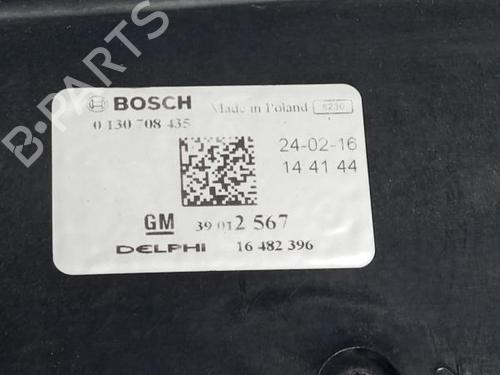 BOSCH Made in Poland 8230
0 130 708 435
24-02-16
14 41 44
GM 39 012 567
DELPHI 16 482 396
B-PARTS